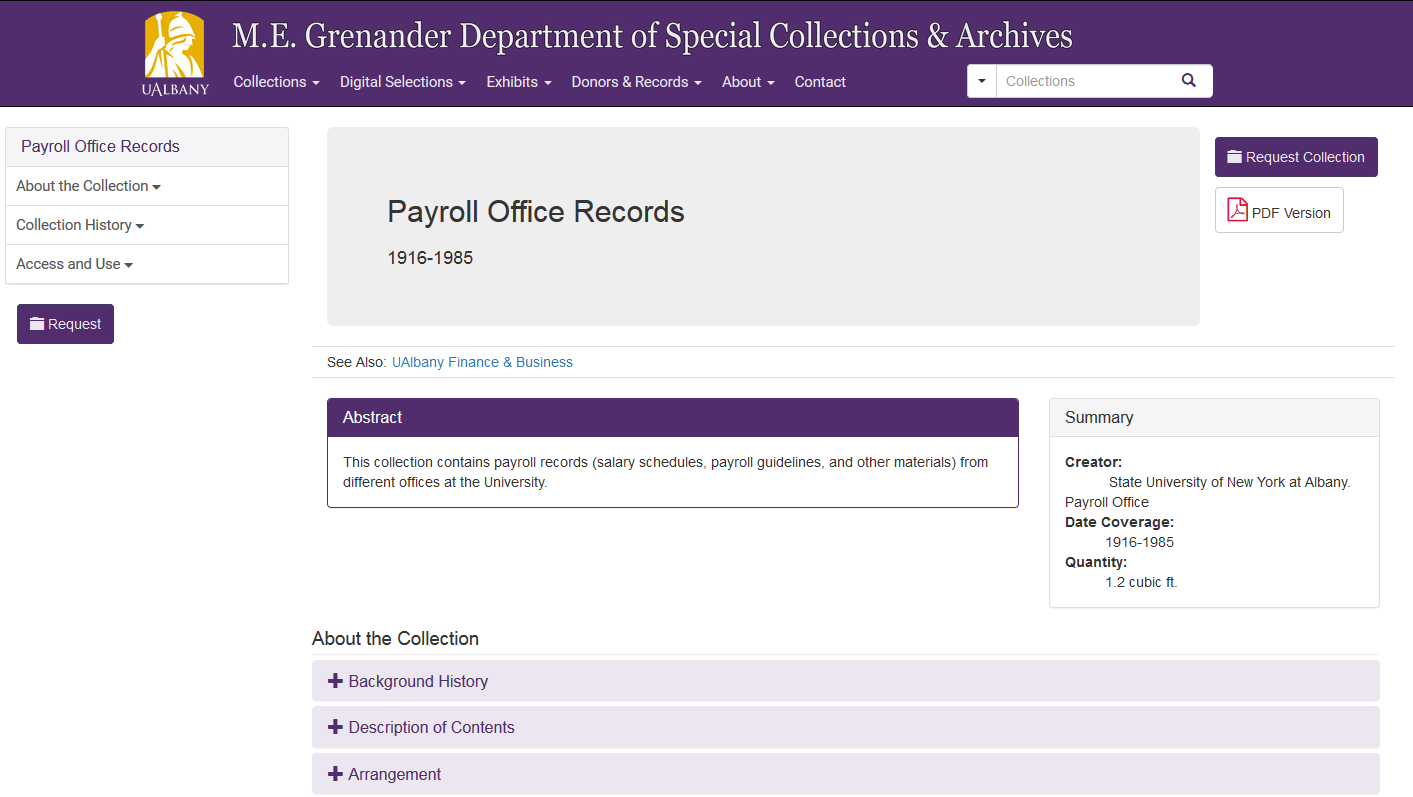 M.E. Grenander Department of Special Collections & Archives
UALBANY
Collections Digital Selections Exhibits Donors & Records About Contact
Collections
Payroll Office Records
About the Collection
Collection History
Access and Use
Request
Payroll Office Records
1916-1985
Request Collection
PDF Version
See Also: UAlbany Finance & Business
Abstract
This collection contains payroll records (salary schedules, payroll guidelines, and other materials) from
different offices at the University.
Summary
Creator:
State University of New York at Albany.
Payroll Office
Date Coverage:
1916-1985
Quantity:
1.2 cubic ft.
About the Collection
Background History
Description of Contents
Arrangement